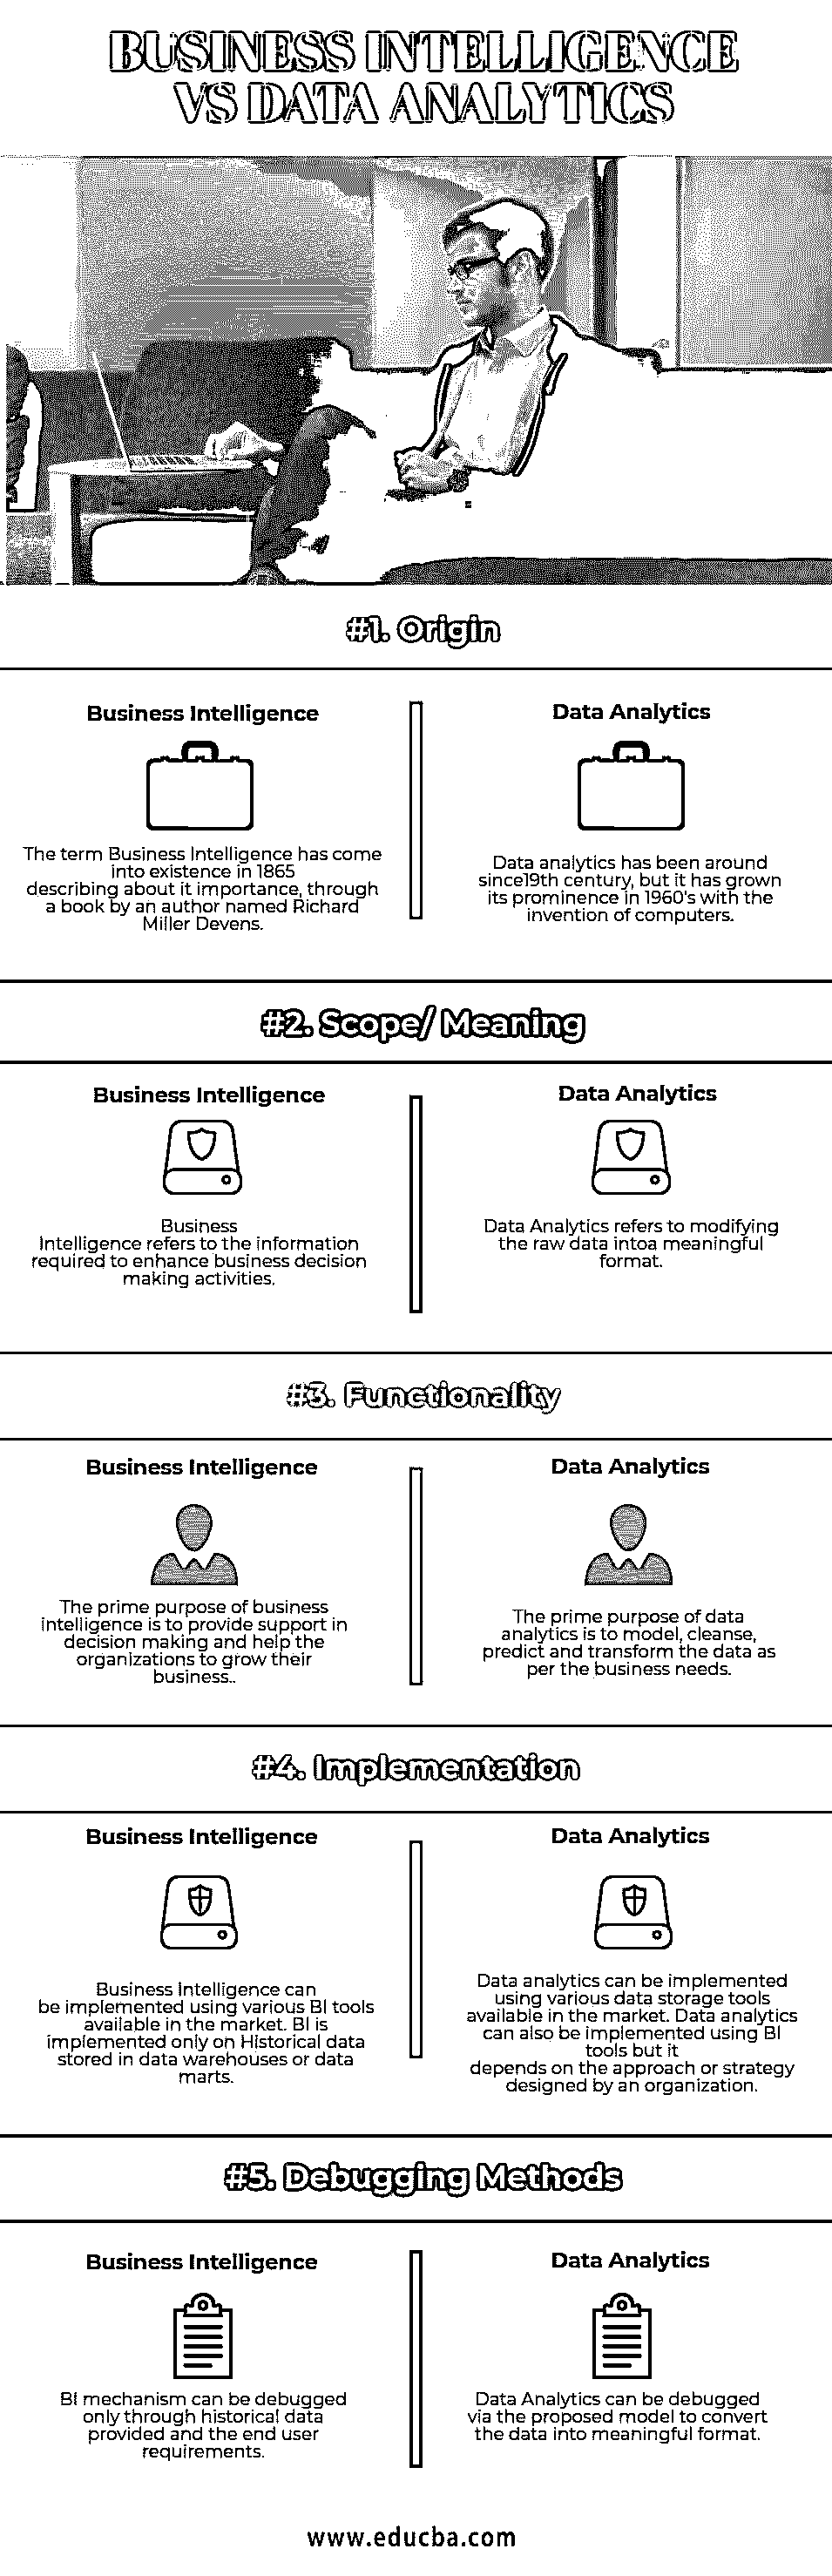 BUSINESS INTELLIGENCE
VS DATA ANALYTICS
#1. Origin
Business Intelligence
The term Business Intelligence has come
into existence in 1865
describing about it importance, through
a book by an author named Richard
Miller Devens.
Data Analytics
Data analytics has been around
since19th century, but it has grown
its prominence in 1960's with the
invention of computers.
#2. Scope/ Meaning
Business Intelligence
Business
Intelligence refers to the information
required to enhance business decision
making activities.
Data Analytics
Data Analytics refers to modifying
the raw data intoa meaningful
format.
#3. Functionality
Business Intelligence
The prime purpose of business
intelligence is to provide support in
decision making and help the
organizations to grow their
business..
Data Analytics
The prime purpose of data
analytics is to model, cleanse,
predict and transform the data as
per the business needs.
#4. Implementation
Business Intelligence
Business Intelligence can
be implemented using various BI tools
available in the market. BI is
implemented only on Historical data
stored in data warehouses or data
marts.
Data Analytics
Data analytics can be implemented
using various data storage tools
available in the market. Data analytics
can also be implemented using BI
tools but it
depends on the approach or strategy
designed by an organization.
#5. Debugging Methods
Business Intelligence
BI mechanism can be debugged
only through historical data
provided and the end user
requirements.
Data Analytics
Data Analytics can be debugged
via the proposed model to convert
the data into meaningful format.
www.educba.com